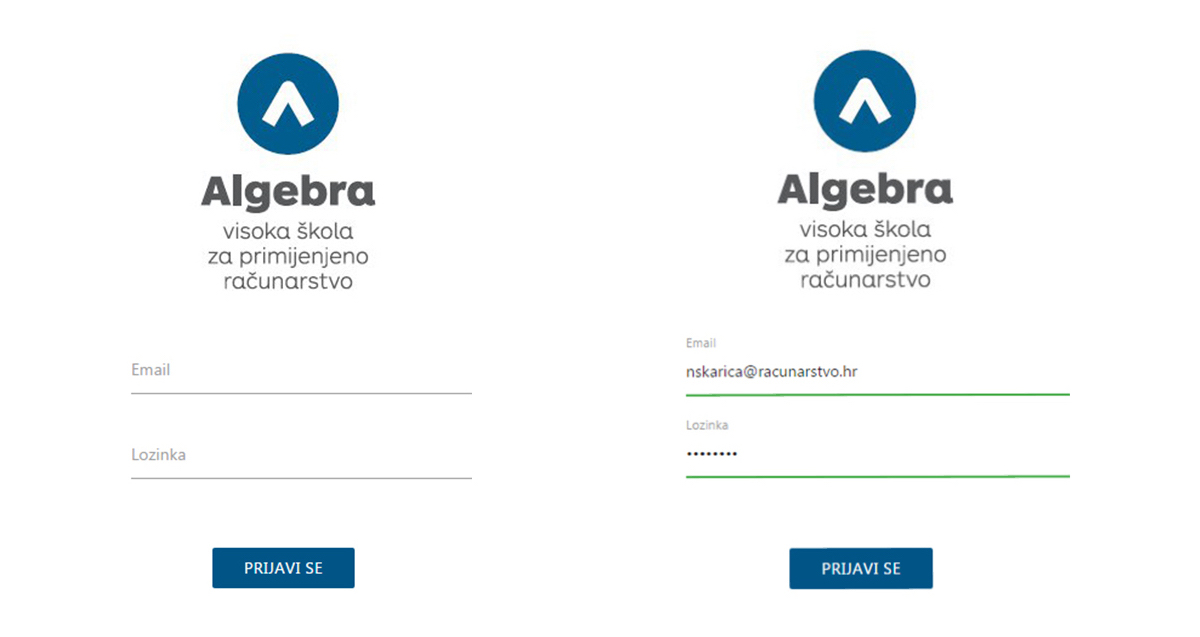 Algebra
visoka škola
za primijenjeno
računarstvo
Email
Lozinka
PRIJAVI SE
Algebra
visoka škola
za primijenjeno
računarstvo
Email
nskarica@racunarstvo.hr
Lozinka
••••••••
PRIJAVI SE